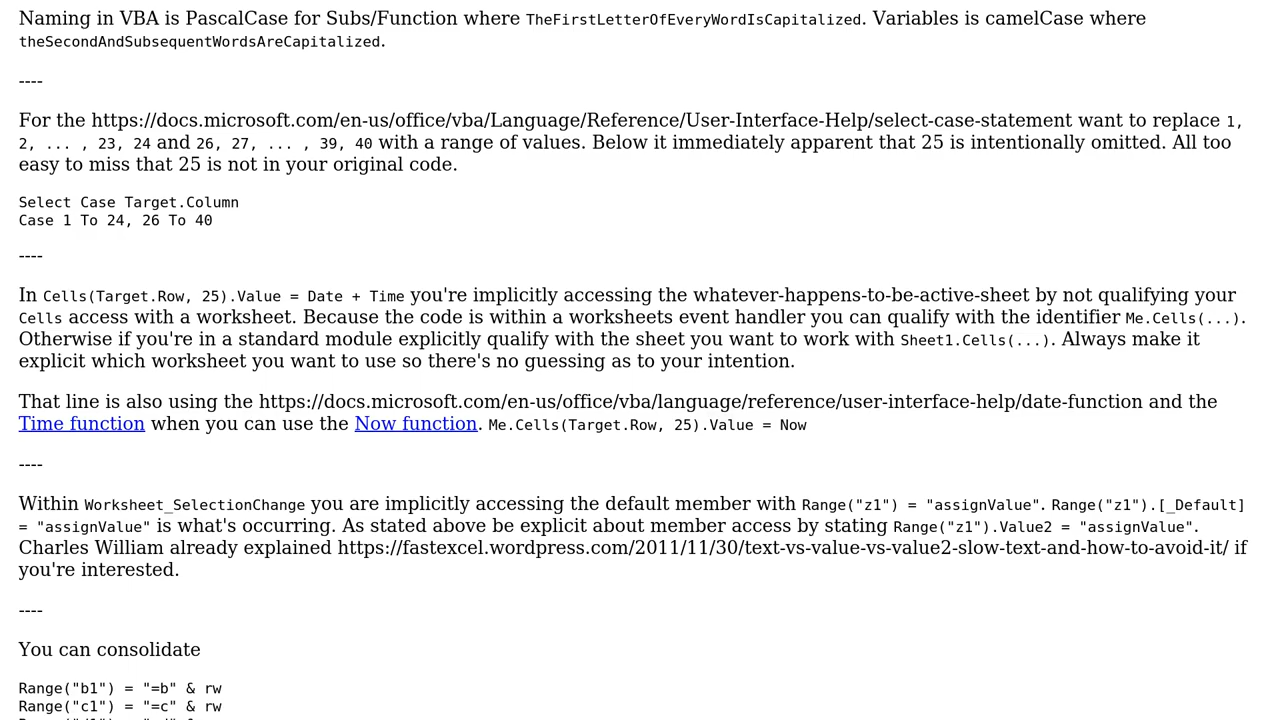 Naming in VBA is PascalCase for Subs/Function where TheFirstLetterOfEveryWordIsCapitalized. Variables is camelCase where
theSecondAndSubsequentWordsAreCapitalized.
----
For the https://docs.microsoft.com/en-us/office/vba/Language/Reference/User-Interface-Help/select-case-statement want to replace 1,
2, ... , 23, 24 and 26, 27, ... , 39, 40 with a range of values. Below it immediately apparent that 25 is intentionally omitted. All too
easy to miss that 25 is not in your original code.
Select Case Target.Column
Case 1 To 24, 26 To 40
----
In Cells(Target.Row, 25).Value = Date + Time you're implicitly accessing the whatever-happens-to-be-active-sheet by not qualifying your
Cells access with a worksheet. Because the code is within a worksheets event handler you can qualify with the identifier Me.Cells(...).
Otherwise if you're in a standard module explicitly qualify with the sheet you want to work with Sheet1.Cells(...). Always make it
explicit which worksheet you want to use so there's no guessing as to your intention.
That line is also using the https://docs.microsoft.com/en-us/office/vba/language/reference/user-interface-help/date-function and the
Time function when you can use the Now function. Me.Cells(Target.Row, 25).Value = Now
----
Within Worksheet_SelectionChange you are implicitly accessing the default member with Range("z1") = "assignValue". Range("z1").[_Default]
= "assignValue" is what's occurring. As stated above be explicit about member access by stating Range("z1").Value2 = "assignValue".
Charles William already explained https://fastexcel.wordpress.com/2011/11/30/text-vs-value-vs-value2-slow-text-and-how-to-avoid-it/ if
you're interested.
----
You can consolidate
Range("b1") = "=b" & rw
Range("c1") = "=c" & rw